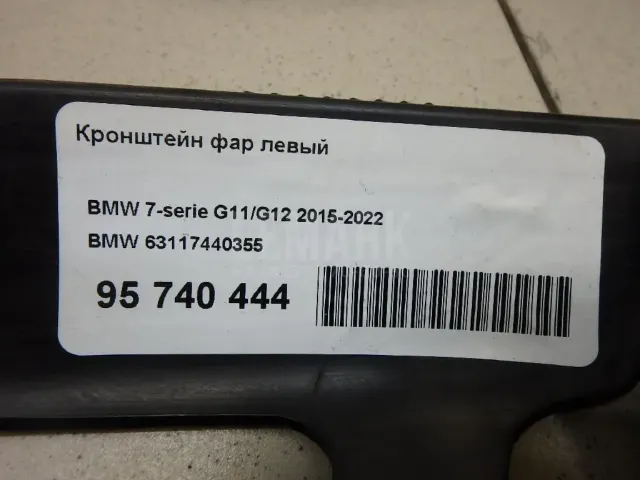 Кронштейн фар левый
BMW 7-serie G11/G12 2015-2022
BMW 63117440355
95 740 444